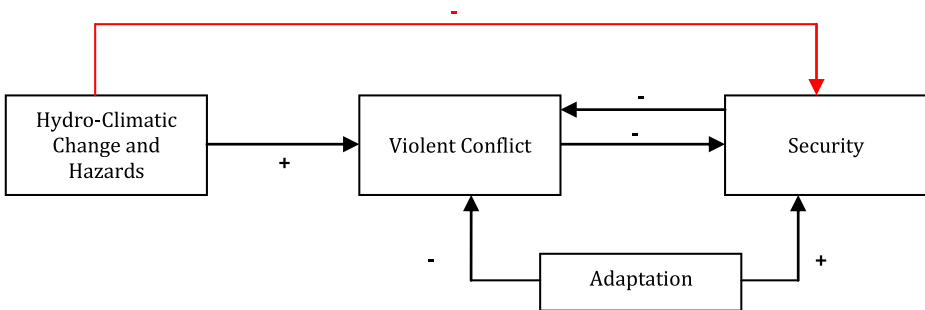 -
Hydro-Climatic
Change and
Hazards
+
Violent Conflict
-
-
Security
-
Adaptation
+